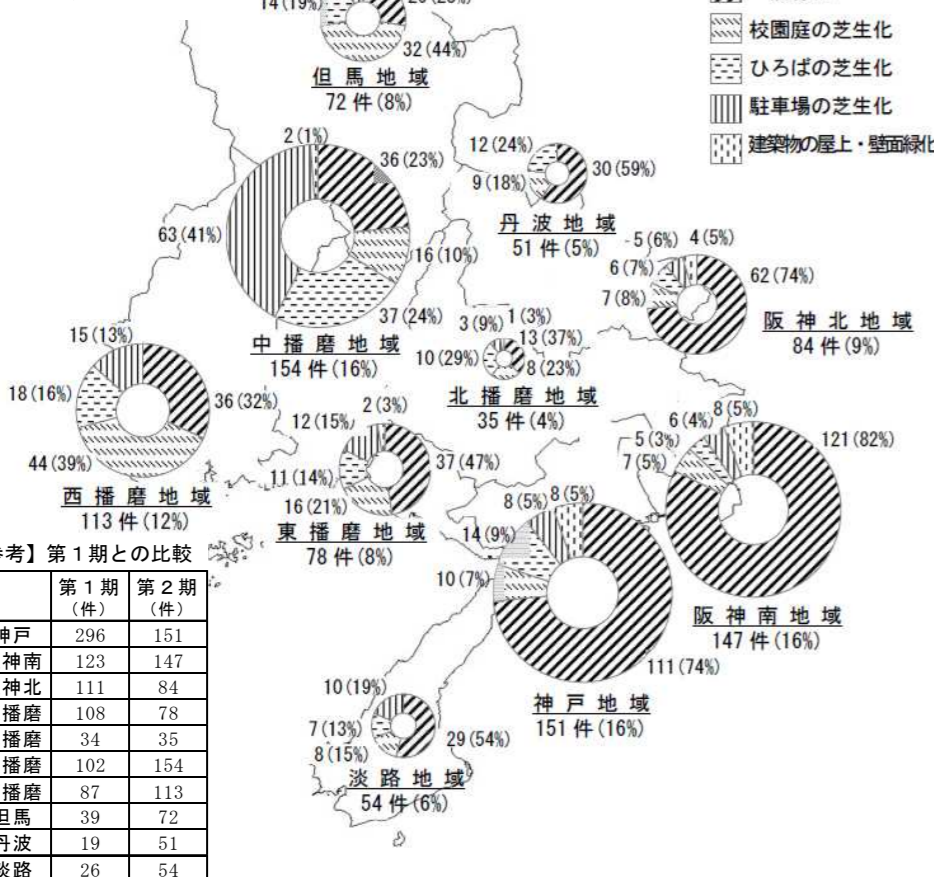 14(19%)
32(44%)
但馬地域
72件(8%)
校園庭の芝生化
ひろばの芝生化
駐車場の芝生化
建築物の屋上・壁面緑化
2(1%)
36(23%)
63(41%)
16(10%)
37(24%)
中播磨地域
154件(16%)
12(24%)
30(59%)
9(18%)
丹波地域
51件(5%)
5(6%)
4(5%)
6(7%)
62(74%)
7(8%)
阪神北地域
84件(9%)
3(9%)
1(3%)
13(37%)
10(29%)
8(23%)
北播磨地域
35件(4%)
15(13%)
18(16%)
36(32%)
44(39%)
西播磨地域
113件(12%)
2(3%)
12(15%)
37(47%)
11(14%)
16(21%)
東播磨地域
78件(8%)
8(5%)
6(4%)
5(3%)
121(82%)
7(5%)
阪神南地域
147件(16%)
8(5%)
8(5%)
14(9%)
10(7%)
111(74%)
神戸地域
151件(16%)
10(19%)
7(13%)
29(54%)
8(15%)
淡路地域
54件(6%)
考】第1期との比較
第1期(件) 第2期(件)
神戸 296 151
神南 123 147
神北 111 84
播磨 108 78
播磨 34 35
播磨 102 154
播磨 87 113
但馬 39 72
丹波 19 51
淡路 26 54